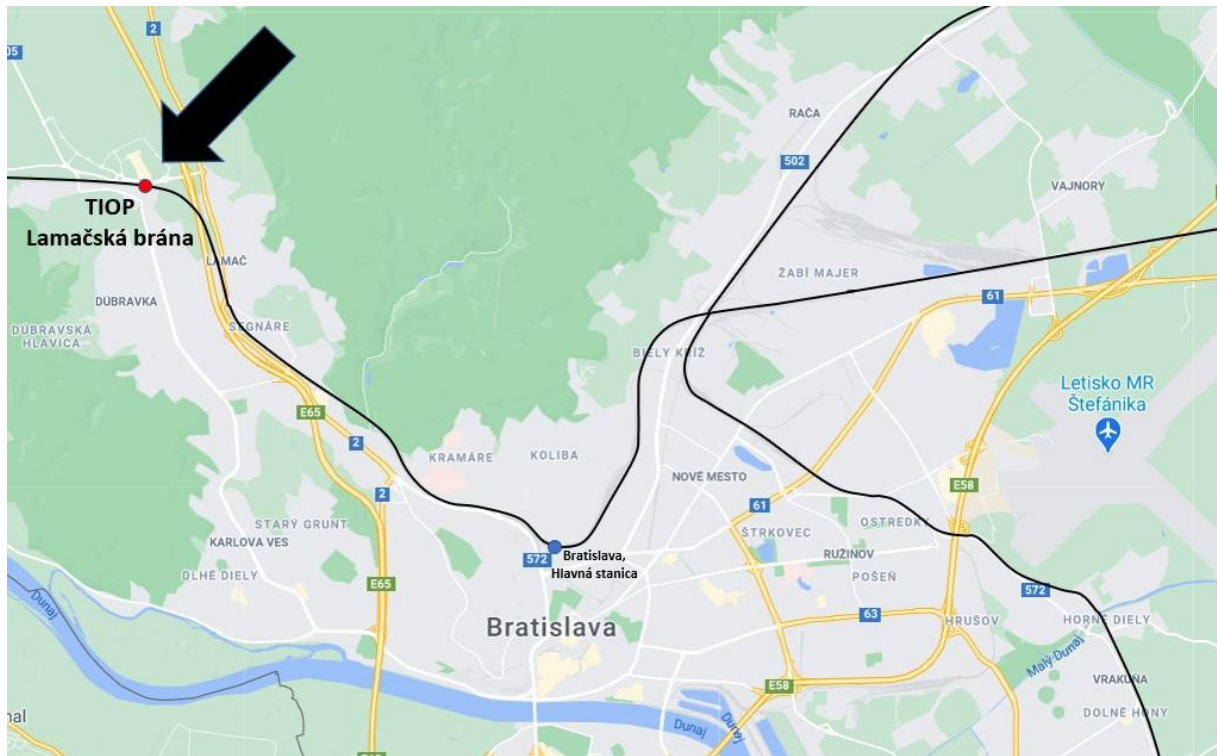 2
05
RAČA
502
VAJNORY
TIOP
Lamačská brána
LAMAČ
ŽABÍ MAJER
61
DÚBRAVKA
DÚBRAVSKÁ
HLAVICA
SEGNÁRE
BIELY KRÍŽ
Letisko MR
Štefánika
E65
2
KRAMÁRE
KOLIBA
NOVÉ MESTO
E58
2
61
STARÝ GRUNT
KARLOVA VES
ŠTRKOVEC
OSTREDKY
572
Bratislava,
Hlavná stanica
RUŽINOV
DLHÉ DIELY
E65
POŠEŇ
572
Dunaj
63
HRUŠOV
HORNÉ DIELY
Bratislava
Malý Dunaj
VRAKUŇA
E58
DOLNÉ HONY
Dunaj
Dunaj
nal